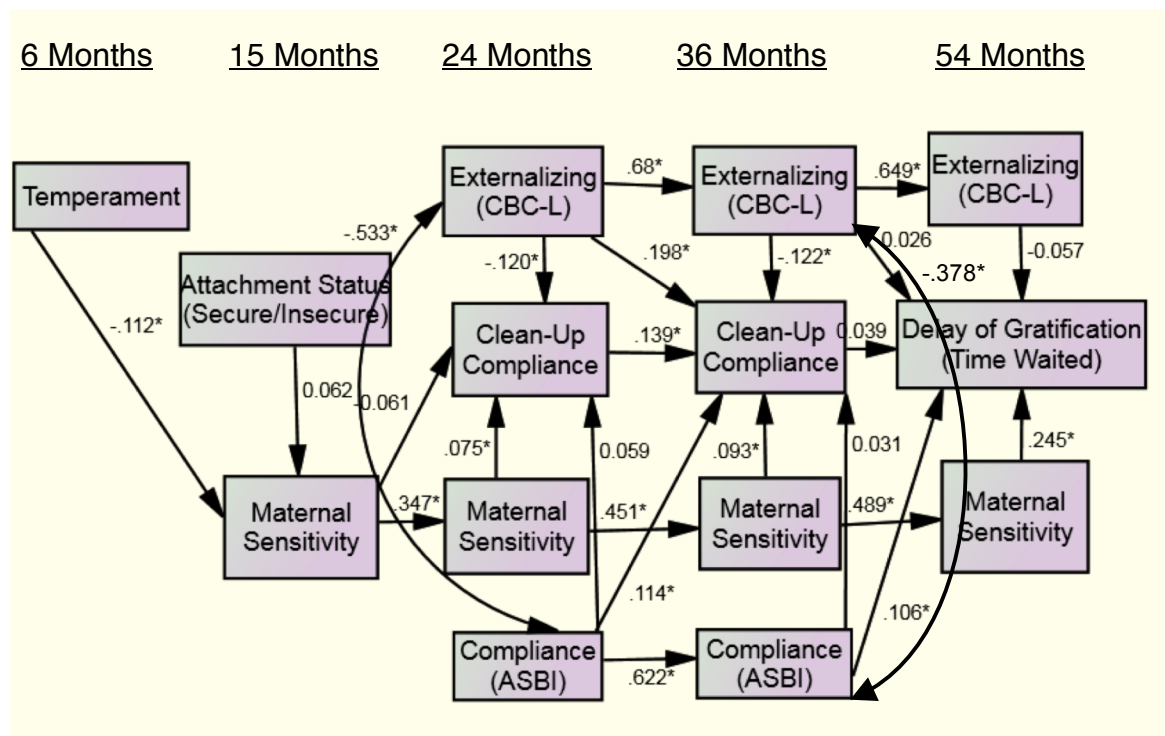 6 Months
15 Months
24 Months
36 Months
54 Months
Temperament
Attachment Status
(Secure/Insecure)
Externalizing
(CBC-L)
.68*
Externalizing
(CBC-L)
.649*
Externalizing
(CBC-L)
-.533*
-.120*
.198*
-.122*
0.026
-.378*
-0.057
-.112*
Clean-Up
Compliance
.139*
Clean-Up
Compliance
0.039
Delay of Gratification
(Time Waited)
0.062
-0.061
.075*
0.059
.093*
0.031
.245*
Maternal
Sensitivity
.347*
Maternal
Sensitivity
.451*
Maternal
Sensitivity
.489*
Maternal
Sensitivity
.114*
.106*
Compliance
(ASBI)
.622*
Compliance
(ASBI)